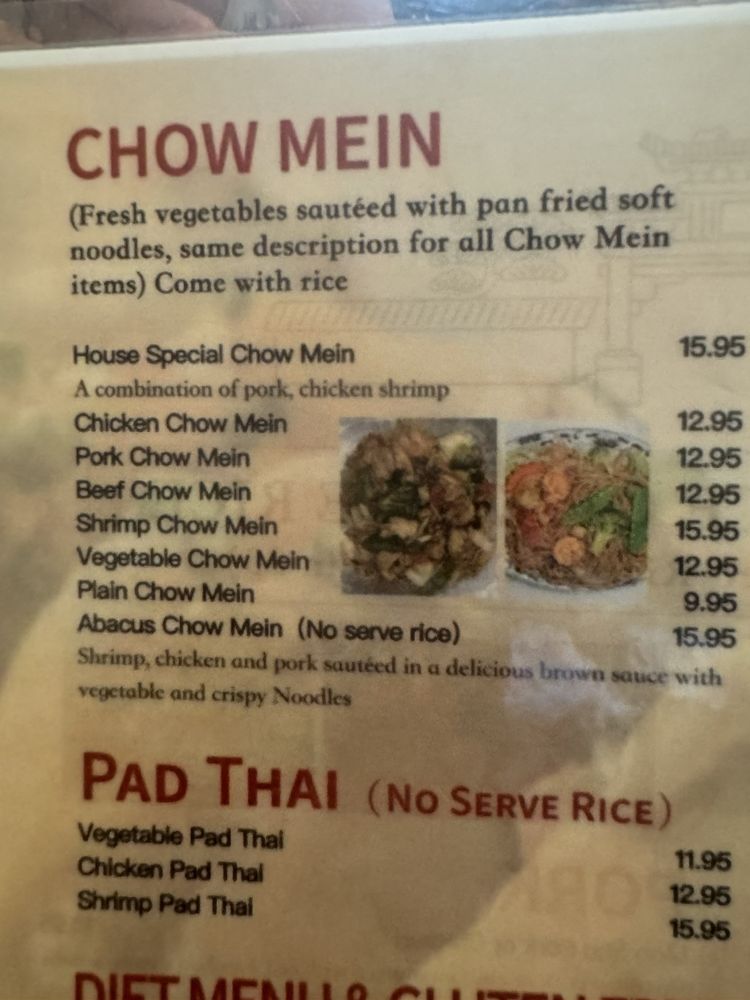 CHOW MEIN
(Fresh vegetables sautéed with pan fried soft
noodles, same description for all Chow Mein
items) Come with rice
House Special Chow Mein 15.95
A combination of pork, chicken shrimp
Chicken Chow Mein 12.95
Pork Chow Mein 12.95
Beef Chow Mein 12.95
Shrimp Chow Mein 15.95
Vegetable Chow Mein 12.95
Plain Chow Mein 9.95
Abacus Chow Mein (No serve rice) 15.95
Shrimp, chicken and pork sautéed in a delicious brown sauce with
vegetable and crispy Noodles
PAD THAI (NO SERVE RICE)
Vegetable Pad Thai 11.95
Chicken Pad Thai 12.95
Shrimp Pad Thai 15.95
DIET MENU &